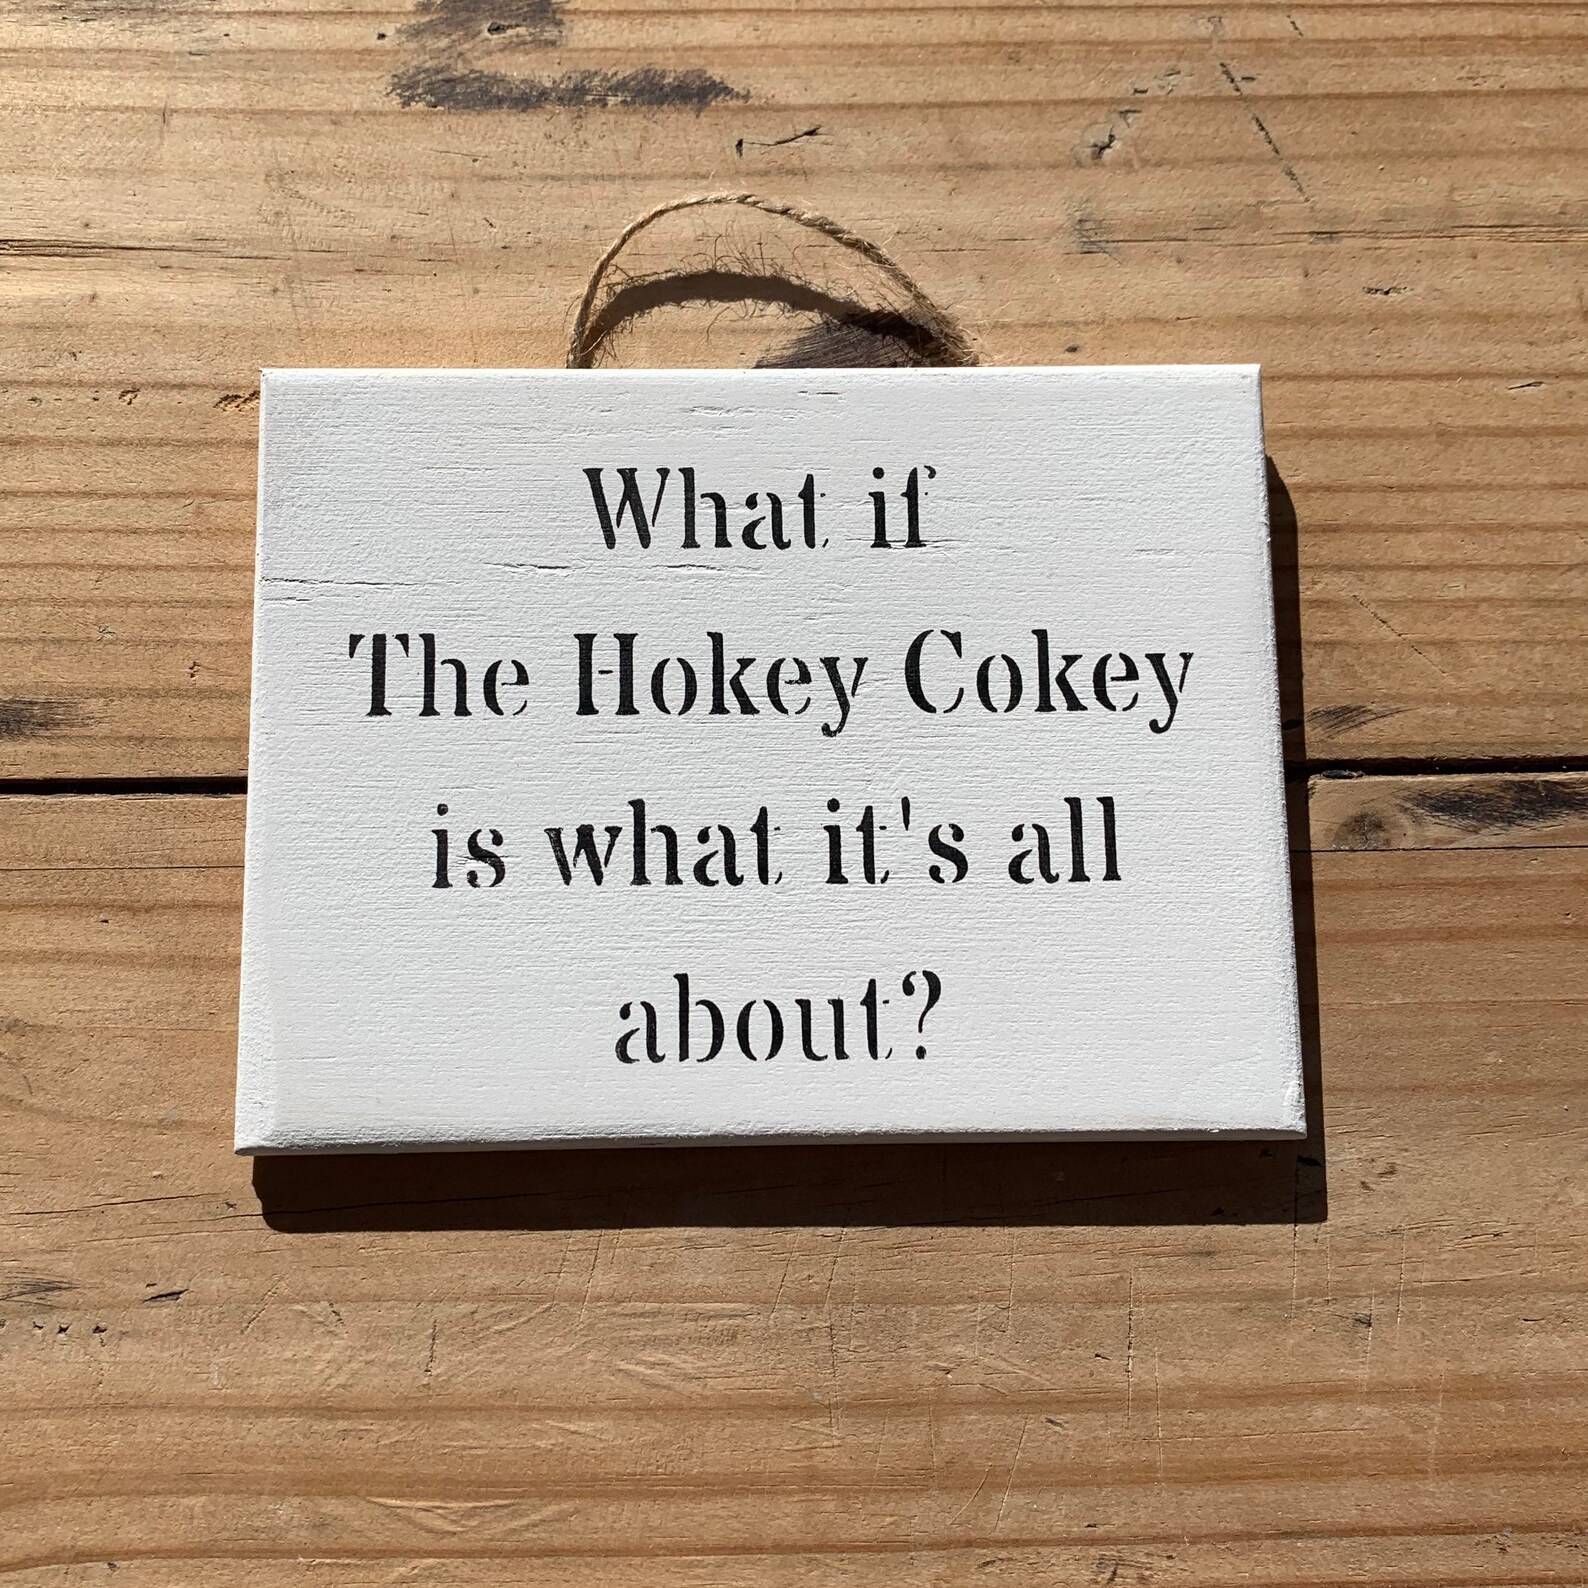 What if
The Hokey Cokey
is what it's all
about?